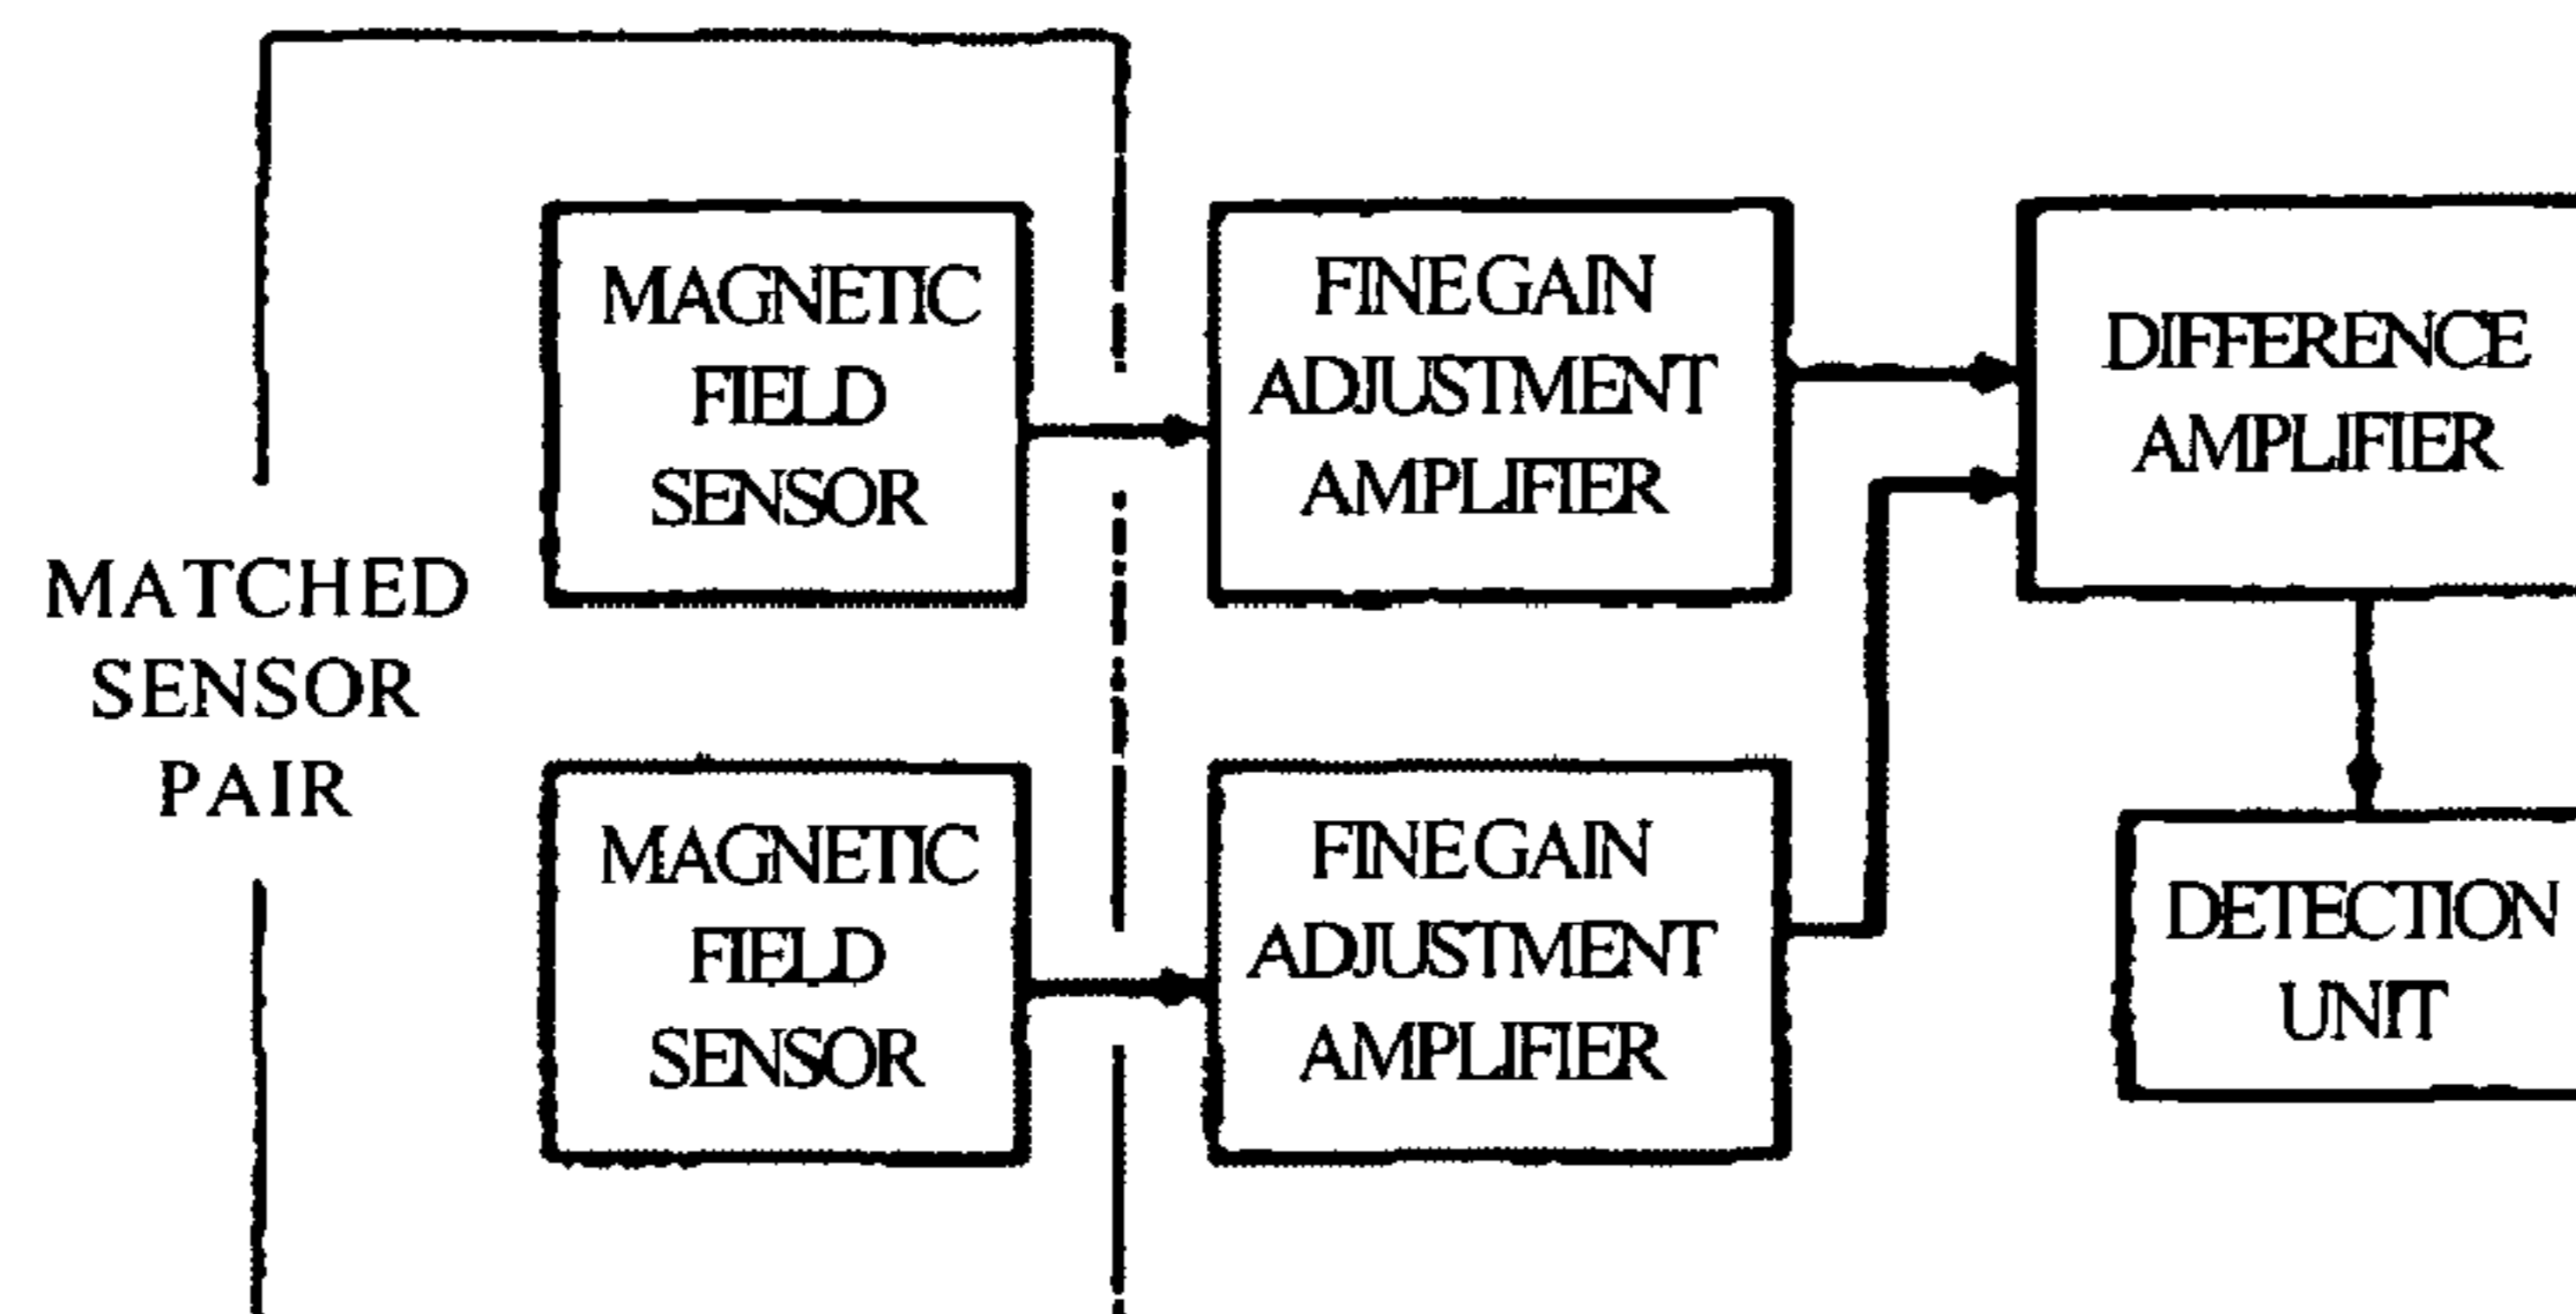 MAGNETIC
FIELD
SENSOR
FINE GAIN
ADJUSTMENT
AMPLIFIER
DIFFERENCE
AMPLIFIER
MATCHED
SENSOR
PAIR
MAGNETIC
FIELD
SENSOR
FINE GAIN
ADJUSTMENT
AMPLIFIER
DETECTION
UNIT